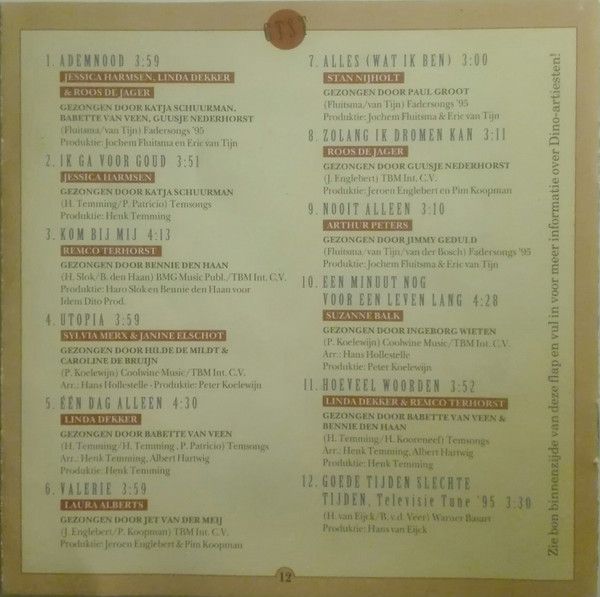 GTST
1. ADEMNOOD 3:59
JESSICA HARMSEN, LINDA DEKKER
& ROOS DE JAGER
GEZONGEN DOOR KATJA SCHUURMAN,
BABETTE VAN VEEN, GUUSJE NEDERHORST
(Fluitsma/van Tijn) Fadersongs '95
Produktie: Jochem Fluitsma en Eric van Tijn
2. IK GA VOOR GOUD 3:51
JESSICA HARMSEN
GEZONGEN DOOR KATJA SCHUURMAN
(H. Temming/P. Patricio) Temsongs
Produktie: Henk Temming
3. KOM BIJ MIJ 4:13
REMCO TERHORST
GEZONGEN DOOR BENNIE DEN HAAN
(H. Slok/B. den Haan) BMG Music Publ./TBM Int. C.V.
Produktie: Haro Slok en Bennie den Haan voor
Idem Dito Prod.
4. UTOPIA 3:59
SYLVIA MERX & JANINE ELSCHOT
GEZONGEN DOOR HILDE DE MILDT &
CAROLINE DE BRUIJN
(P. Koelewijn) Coolwine Music/TBM Int. C.V.
Arr.: Hans Hollestelle - Produktie: Peter Koelewijn
5. ÉÉN DAG ALLEEN 4:30
LINDA DEKKER
GEZONGEN DOOR BABETTE VAN VEEN
(H. Temming/H. Temming, P. Patricio) Temsongs
Arr.: Henk Temming, Albert Hartwig
Produktie: Henk Temming
6. VALERIE 3:59
LAURA ALBERTS
GEZONGEN DOOR JET VAN DER MEIJ
(J. Englebert/P. Koopman) TBM Int. C.V.
Produktie: Jeroen Englebert & Pim Koopman
7. ALLES (WAT IK BEN) 3:00
STAN NIJHOLT
GEZONGEN DOOR PAUL GROOT
(Fluitsma/van Tijn) Fadersongs '95
Produktie: Jochem Fluitsma & Eric van Tijn
8. ZOLANG IK DROMEN KAN 3:11
ROOS DE JAGER
GEZONGEN DOOR GUUSJE NEDERHORST
(J. Englebert) TBM Int. C.V.
Produktie: Jeroen Englebert en Pim Koopman
9. NOOIT ALLEEN 3:10
ARTHUR PETERS
GEZONGEN DOOR JIMMY GEDULD
(Fluitsma/van Tijn/van der Bosch) Fadersongs '95
Produktie: Jochem Fluitsma & Eric van Tijn
10. EEN MINUUT NOG
VOOR EEN LEVEN LANG 4:28
SUZANNE BALK
GEZONGEN DOOR INGEBORG WIETEN
(P. Koelewijn) Coolwine Music/TBM Int. C.V.
Arr.: Hans Hollestelle
Produktie: Peter Koelewijn
11. HOEVEEL WOORDEN 3:52
LINDA DEKKER & REMCO TERHORST
GEZONGEN DOOR BABETTE VAN VEEN &
BENNIE DEN HAAN
(H. Temming/H. Kooreneef) Temsongs
Arr.: Henk Temming, Albert Hartwig
Produktie: Henk Temming
12. GOEDE TIJDEN SLECHTE
TIJDEN, Televisie Tune '95 3:30
(H. van Eijck/B. v.d. Veer) Warner Basart
Produktie: Hans van Eijck
Zie bon binnenzijde van deze flap en vul in voor meer informatie over Dino-artiesten!
12